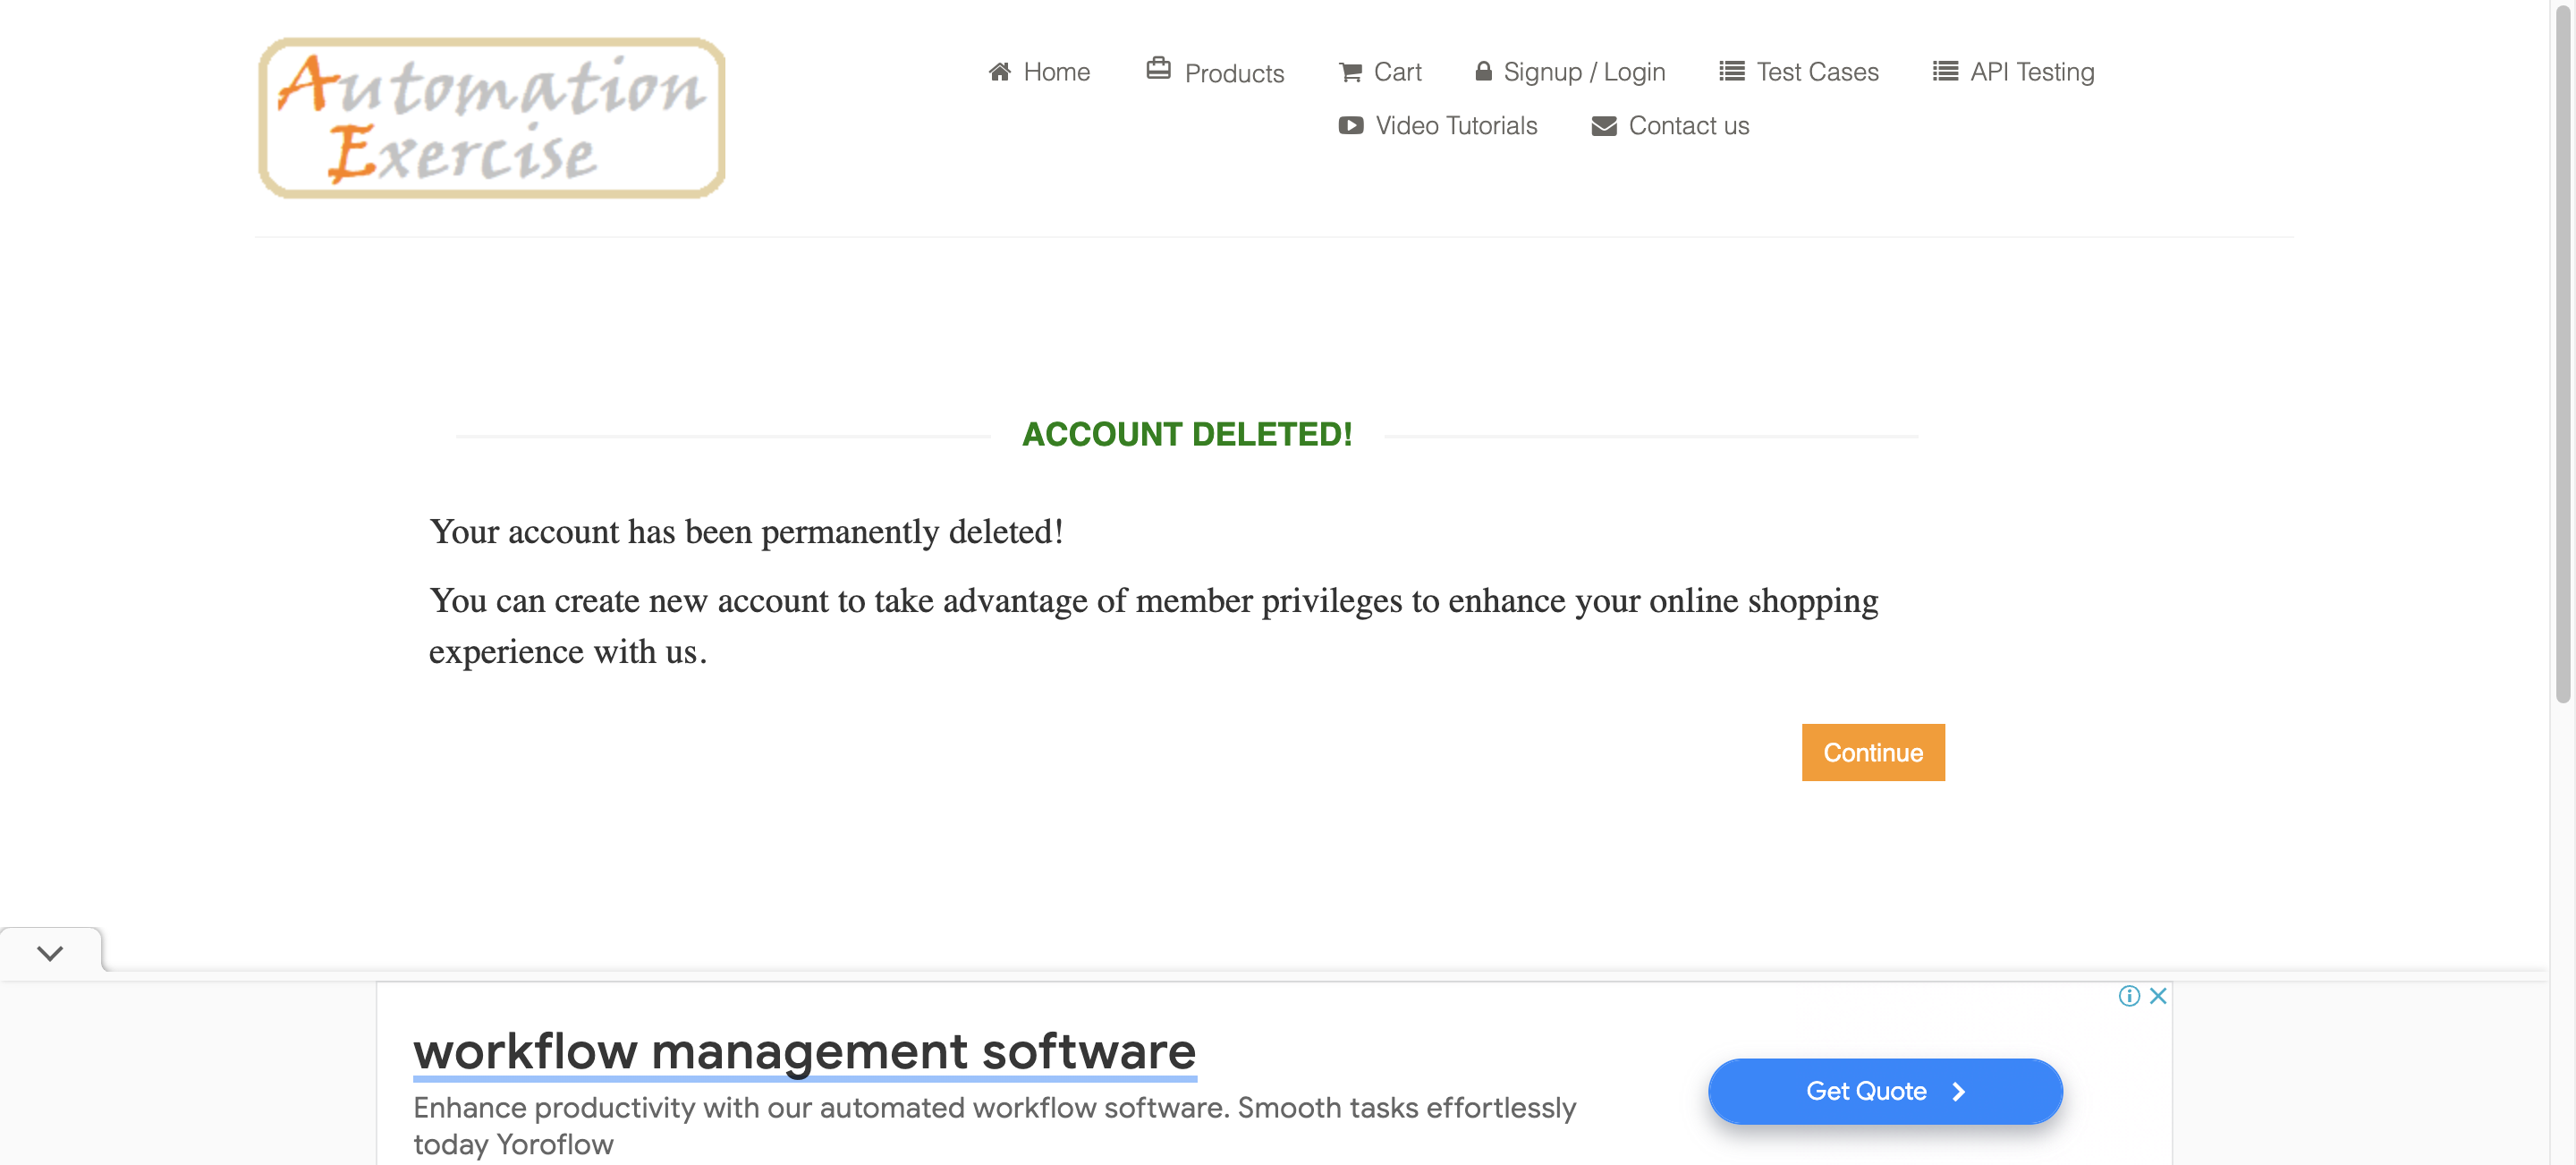 Automation
Exercise
Home
Products
Cart
Signup / Login
Test Cases
API Testing
Video Tutorials
Contact us
ACCOUNT DELETED!
Your account has been permanently deleted!
You can create new account to take advantage of member privileges to enhance your online shopping
experience with us.
Continue
workflow management software
Enhance productivity with our automated workflow software. Smooth tasks effortlessly
today Yoroflow
Get Quote